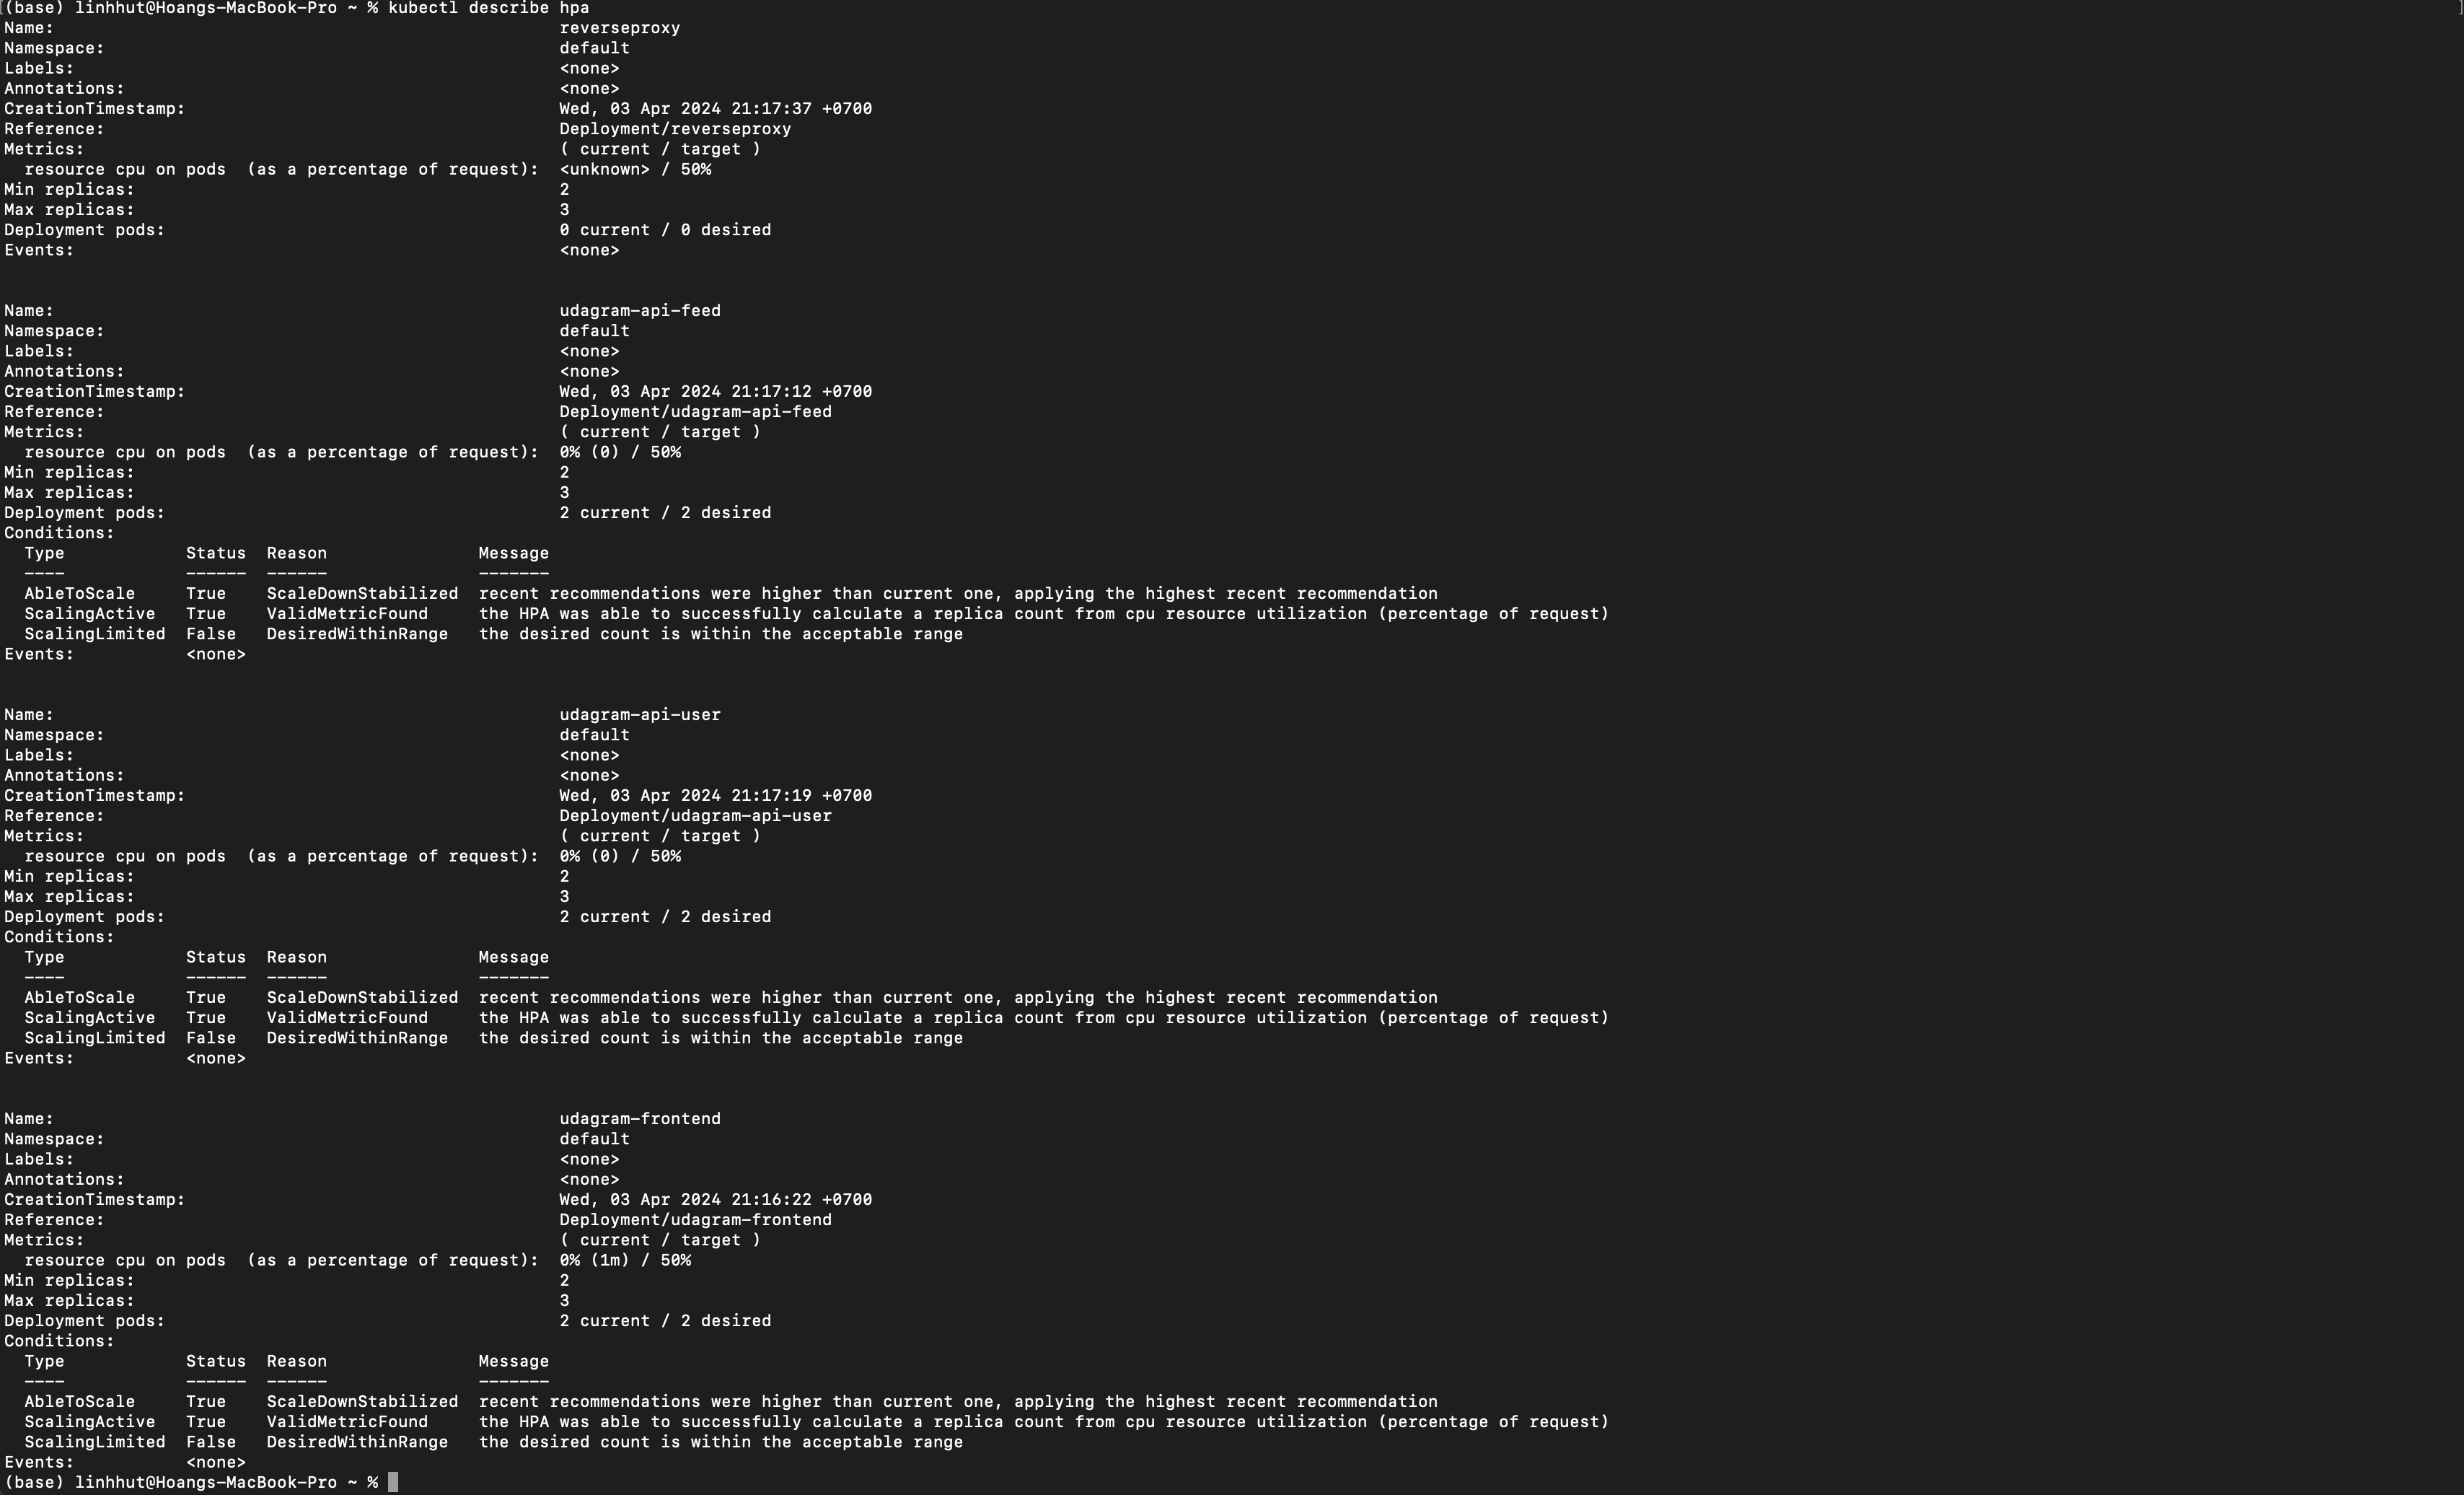 (base) linhhut@Hoangs-MacBook-Pro ~ % kubectl describe hpa
Name:                                                  reverseproxy
Namespace:                                             default
Labels:                                                <none>
Annotations:                                           <none>
CreationTimestamp:                                     Wed, 03 Apr 2024 21:17:37 +0700
Reference:                                             Deployment/reverseproxy
Metrics:                                               ( current / target )
  resource cpu on pods  (as a percentage of request):  <unknown> / 50%
Min replicas:                                          2
Max replicas:                                          3
Deployment pods:                                       0 current / 0 desired
Events:                                                <none>
Name:                                                  udagram-api-feed
Namespace:                                             default
Labels:                                                <none>
Annotations:                                           <none>
CreationTimestamp:                                     Wed, 03 Apr 2024 21:17:12 +0700
Reference:                                             Deployment/udagram-api-feed
Metrics:                                               ( current / target )
  resource cpu on pods  (as a percentage of request):  0% (0) / 50%
Min replicas:                                          2
Max replicas:                                          3
Deployment pods:                                       2 current / 2 desired
Conditions:
  Type            Status  Reason               Message
  ----            ------  ------               -------
  AbleToScale     True    ScaleDownStabilized  recent recommendations were higher than current one, applying the highest recent recommendation
  ScalingActive   True    ValidMetricFound     the HPA was able to successfully calculate a replica count from cpu resource utilization (percentage of request)
  ScalingLimited  False   DesiredWithinRange   the desired count is within the acceptable range
Events:           <none>
Name:                                                  udagram-api-user
Namespace:                                             default
Labels:                                                <none>
Annotations:                                           <none>
CreationTimestamp:                                     Wed, 03 Apr 2024 21:17:19 +0700
Reference:                                             Deployment/udagram-api-user
Metrics:                                               ( current / target )
  resource cpu on pods  (as a percentage of request):  0% (0) / 50%
Min replicas:                                          2
Max replicas:                                          3
Deployment pods:                                       2 current / 2 desired
Conditions:
  Type            Status  Reason               Message
  ----            ------  ------               -------
  AbleToScale     True    ScaleDownStabilized  recent recommendations were higher than current one, applying the highest recent recommendation
  ScalingActive   True    ValidMetricFound     the HPA was able to successfully calculate a replica count from cpu resource utilization (percentage of request)
  ScalingLimited  False   DesiredWithinRange   the desired count is within the acceptable range
Events:           <none>
Name:                                                  udagram-frontend
Namespace:                                             default
Labels:                                                <none>
Annotations:                                           <none>
CreationTimestamp:                                     Wed, 03 Apr 2024 21:16:22 +0700
Reference:                                             Deployment/udagram-frontend
Metrics:                                               ( current / target )
  resource cpu on pods  (as a percentage of request):  0% (1m) / 50%
Min replicas:                                          2
Max replicas:                                          3
Deployment pods:                                       2 current / 2 desired
Conditions:
  Type            Status  Reason               Message
  ----            ------  ------               -------
  AbleToScale     True    ScaleDownStabilized  recent recommendations were higher than current one, applying the highest recent recommendation
  ScalingActive   True    ValidMetricFound     the HPA was able to successfully calculate a replica count from cpu resource utilization (percentage of request)
  ScalingLimited  False   DesiredWithinRange   the desired count is within the acceptable range
Events:           <none>
(base) linhhut@Hoangs-MacBook-Pro ~ %